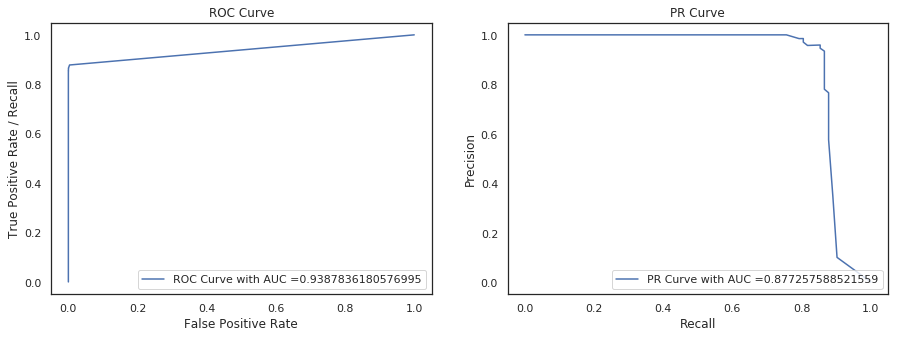 ROC Curve
True Positive Rate / Recall
1.0
0.8
0.6
0.4
0.2
0.0
ROC Curve with AUC =0.9387836180576995
0.0 0.2 0.4 0.6 0.8 1.0
False Positive Rate
PR Curve
Precision
1.0
0.8
0.6
0.4
0.2
0.0
PR Curve with AUC =0.877257588521559
0.0 0.2 0.4 0.6 0.8 1.0
Recall